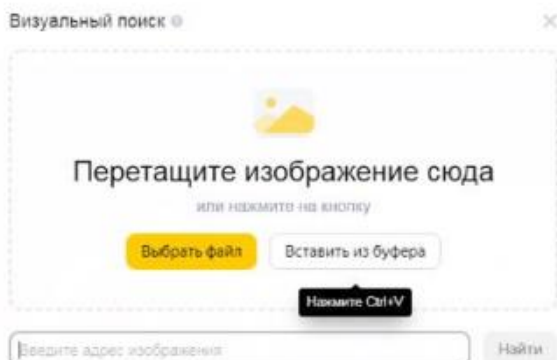 Визуальный поиск
Перетащите изображение сюда
или нажмите на кнопку
Выбрать файл Вставить из буфера
Нажмите Ctrl+V
Введите адрес изображения Найти